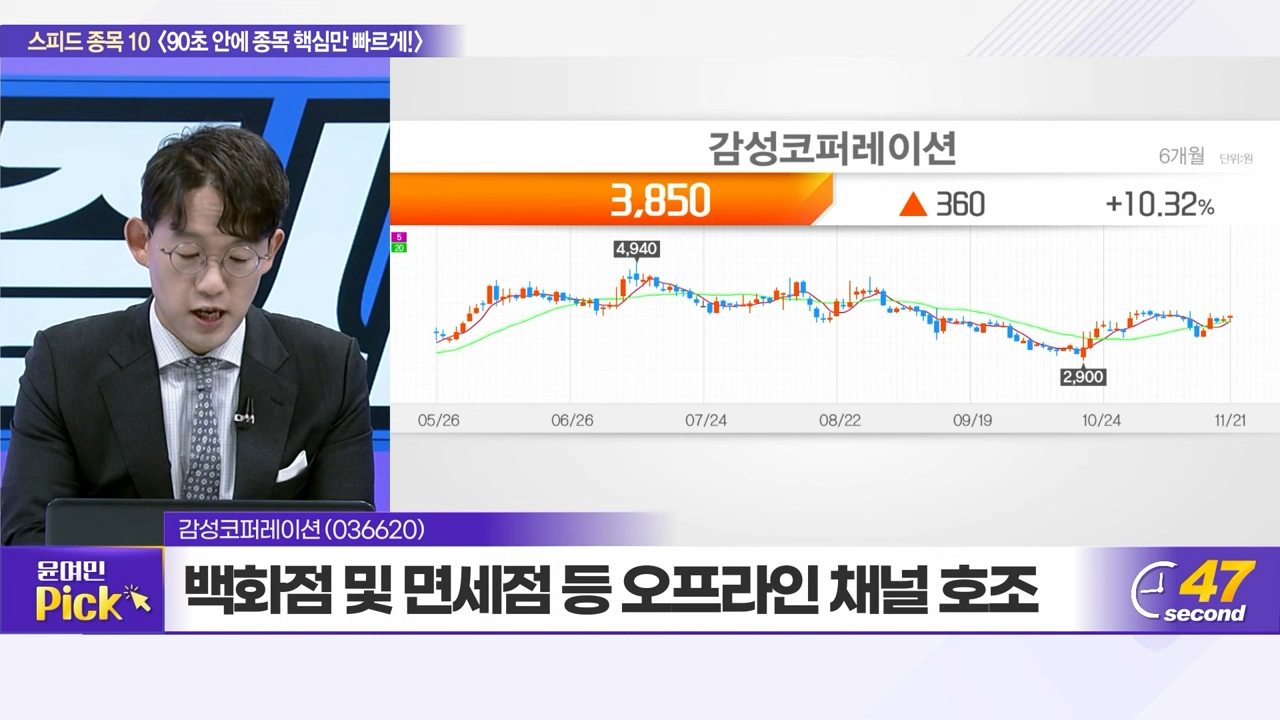 스피드 종목 10 〈90초 안에 종목 핵심만 빠르게!〉
감성코퍼레이션
6개월 단위:원
3,850 ▲ 360 +10.32%
5
20
4,940
2,900
05/26 06/26 07/24 08/22 09/19 10/24 11/21
감성코퍼레이션(036620)
윤여민
Pick
백화점 및 면세점 등 오프라인 채널 호조
47
second